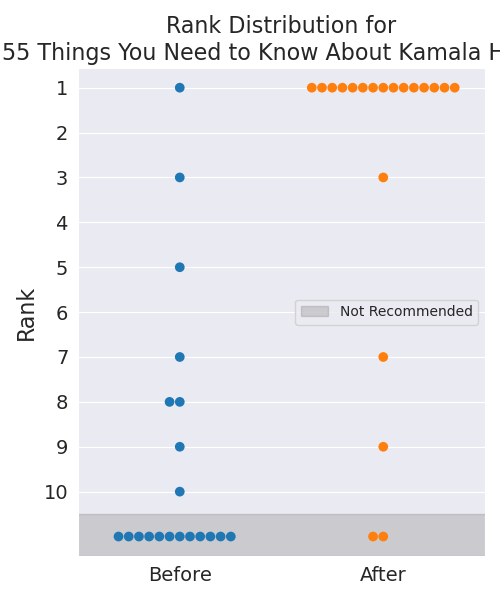 Rank Distribution for
55 Things You Need to Know About Kamala H
1
2
3
4
5
6
7
8
9
10
Rank
Not Recommended
Before
After